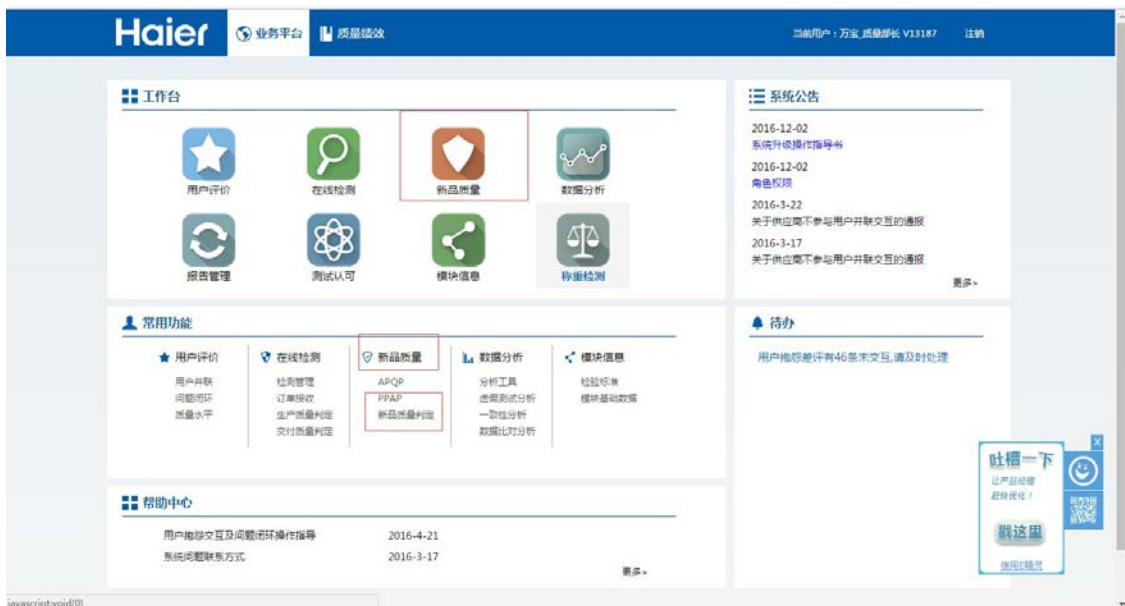 Haier
业务平台
质量绩效
当前用户：万宝_质量部长 V13187
注销
工作台
用户评价
在线检测
新品质量
数据分析
报告管理
测试认可
模块信息
称重检测
系统公告
2016-12-02
系统升级操作指导书
2016-12-02
角色权限
2016-3-22
关于供应商不参与用户并联交互的通报
2016-3-17
关于供应商不参与用户并联交互的通报
更多»
常用功能
用户评价
用户并联
问题闭环
质量水平
在线检测
检测管理
订单接收
生产质量判定
交付质量判定
新品质量
APQP
PPAP
新品质量判定
数据分析
分析工具
虚假测试分析
一致性分析
数据比对分析
模块信息
检验标准
模块基础数据
待办
用户抱怨差评有46条未交互,请及时处理
帮助中心
用户抱怨交互及问题闭环操作指导 2016-4-21
系统问题联系方式 2016-3-17
更多»
X
吐槽一下
让产品经理
赶快优化！
戳这里
javascript:void(0)